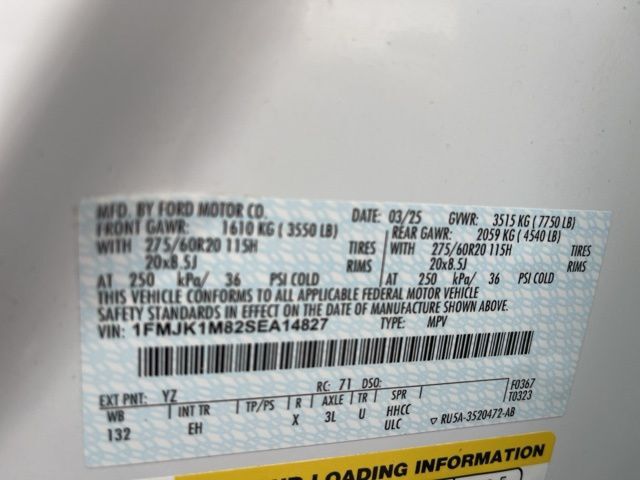 MFD. BY FORD MOTOR CO. DATE: 03/25 GVWR: 3515 KG ( 7750 LB)
FRONT GAWR: 1610 KG ( 3550 LB) REAR GAWR: 2059 KG ( 4540 LB)
WITH 275/60R20 115H TIRES WITH 275/60R20 115H TIRES
20x8.5J RIMS 20x8.5J RIMS
AT 250 kPa/ 36 PSI COLD AT 250 kPa/ 36 PSI COLD
THIS VEHICLE CONFORMS TO ALL APPLICABLE FEDERAL MOTOR VEHICLE
SAFETY STANDARDS IN EFFECT ON THE DATE OF MANUFACTURE SHOWN ABOVE.
VIN: 1FMJK1M82SEA14827 TYPE: MPV
EXT PNT: YZ RC: 71 DSO: F0367
WB INT TR TP/PS R AXLE TR SPR T0323
132 EH X 3L U HHCC
ULC ▽ RU5A-3520472-AB
LOADING INFORMATION